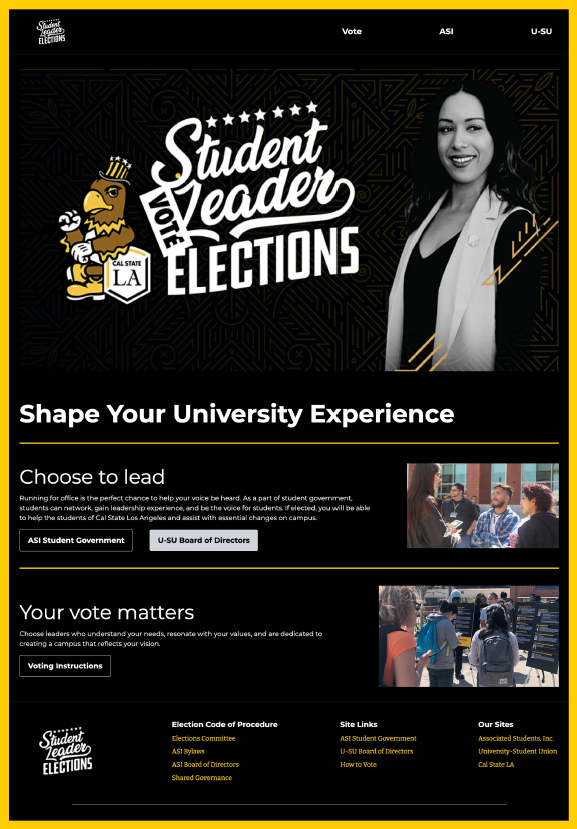 Student
Leader
ELECTIONS
Vote
ASI
U-SU
Student
Leader
VOTE
ELECTIONS
CAL STATE
LA
Shape Your University Experience
Choose to lead
Running for office is the perfect chance to help your voice be heard. As a part of student government,
students can network, gain leadership experience, and be the voice for students. If elected, you will be able
to help the students of Cal State Los Angeles and assist with essential changes on campus.
ASI Student Government
U-SU Board of Directors
Your vote matters
Choose leaders who understand your needs, resonate with your values, and are dedicated to
creating a campus that reflects your vision.
Voting Instructions
Student
Leader
ELECTIONS
Election Code of Procedure
Elections Committee
ASI Bylaws
ASI Board of Directors
Shared Governance
Site Links
ASI Student Government
U-SU Board of Directors
How to Vote
Our Sites
Associated Students, Inc.
University-Student Union
Cal State LA